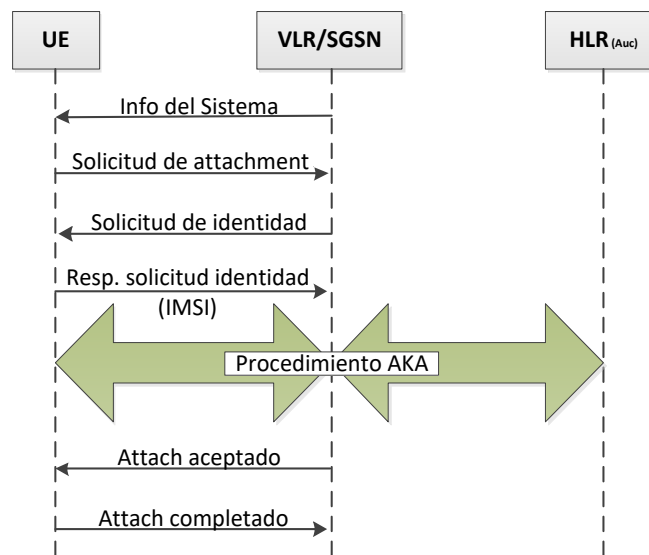 UE
VLR/SGSN
HLR (Auc)
Info del Sistema
Solicitud de attachment
Solicitud de identidad
Resp. solicitud identidad
(IMSI)
Procedimiento AKA
Attach aceptado
Attach completado